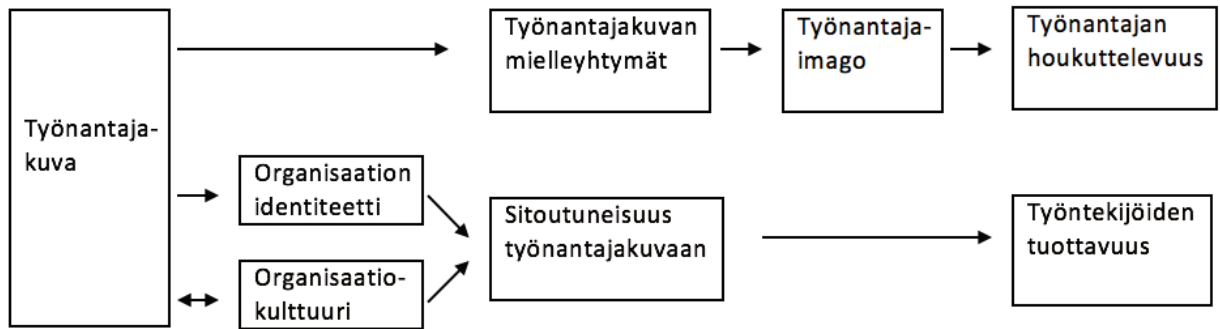 Työnantaja-
kuva
Työnantajakuvan
mielleyhtymät
Työnantaja-
imago
Työnantajan
houkuttelevuus
Organisaation
identiteetti
Organisaatio-
kulttuuri
Sitoutuneisuus
työnantajakuvaan
Työntekijöiden
tuottavuus